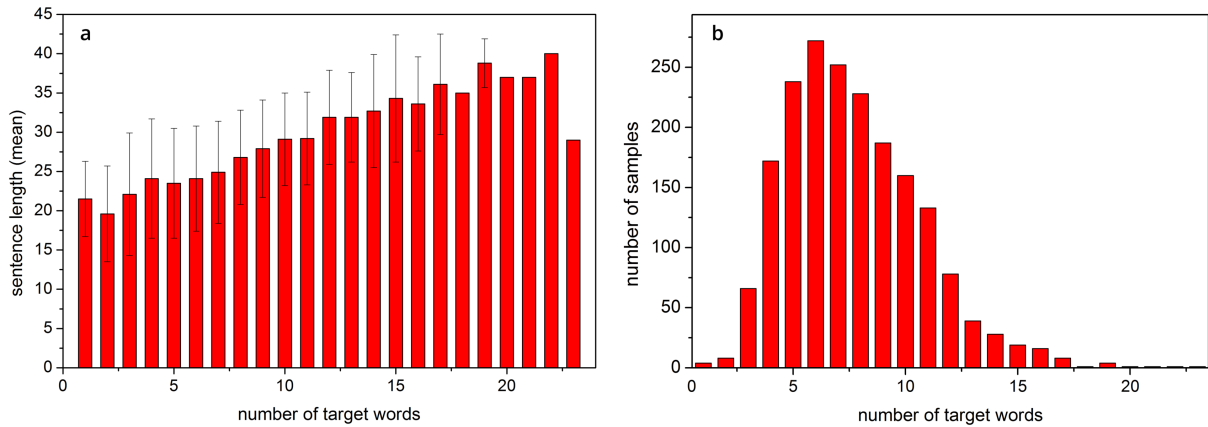 a
45
40
35
30
25
20
15
10
5
0
sentence length (mean)
0 5 10 15 20
number of target words
b
250
200
150
100
50
0
number of samples
0 5 10 15 20
number of target words